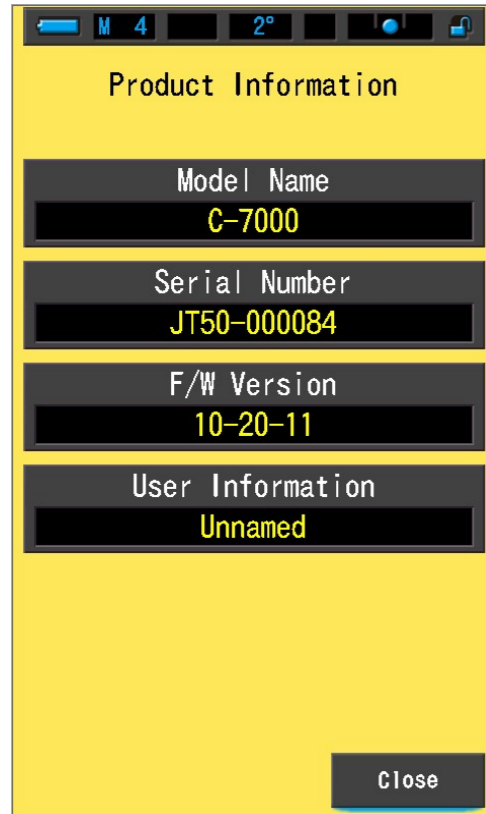 M 4 2°
Product Information
Model Name
C-7000
Serial Number
JT50-000084
F/W Version
10-20-11
User Information
Unnamed
Close